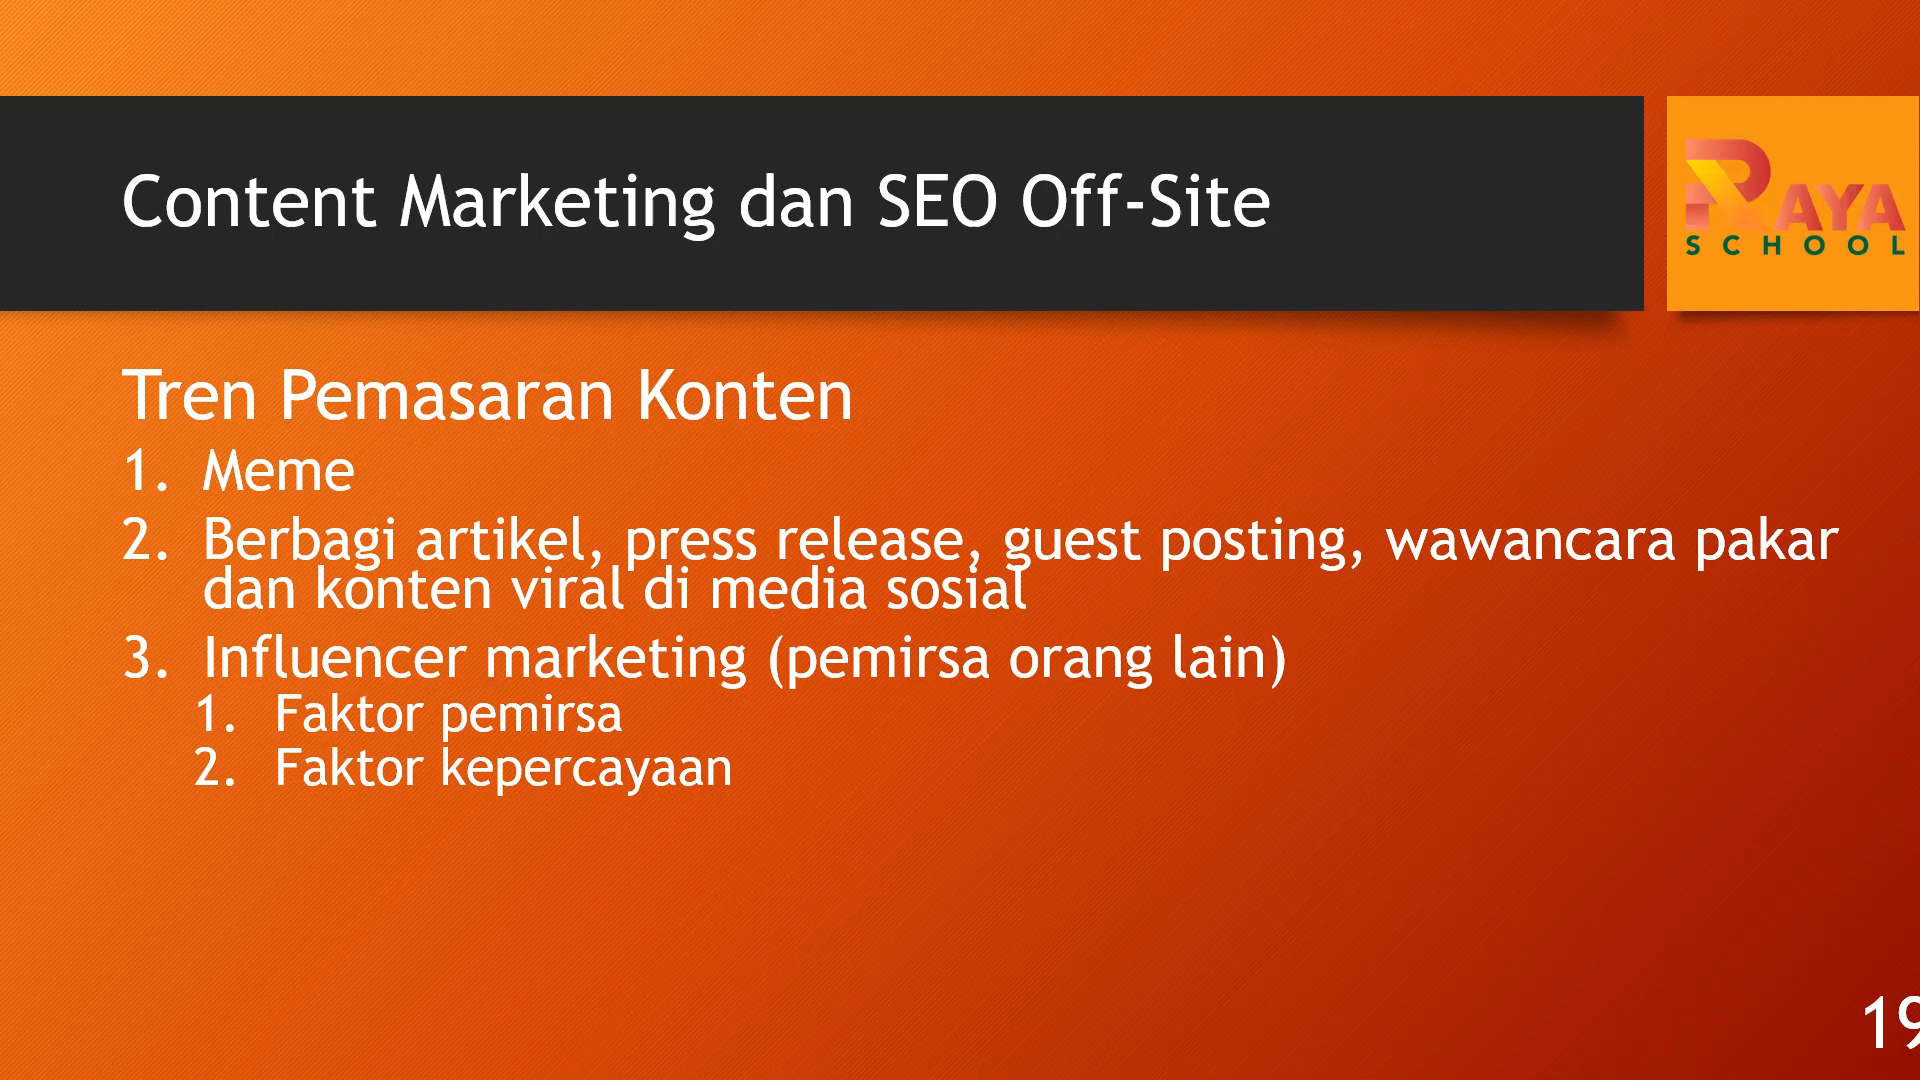 Content Marketing dan SEO Off-Site
RAYA
SCHOOL
Tren Pemasaran Konten
1. Meme
2. Berbagi artikel, press release, guest posting, wawancara pakar
dan konten viral di media sosial
3. Influencer marketing (pemirsa orang lain)
1. Faktor pemirsa
2. Faktor kepercayaan
19